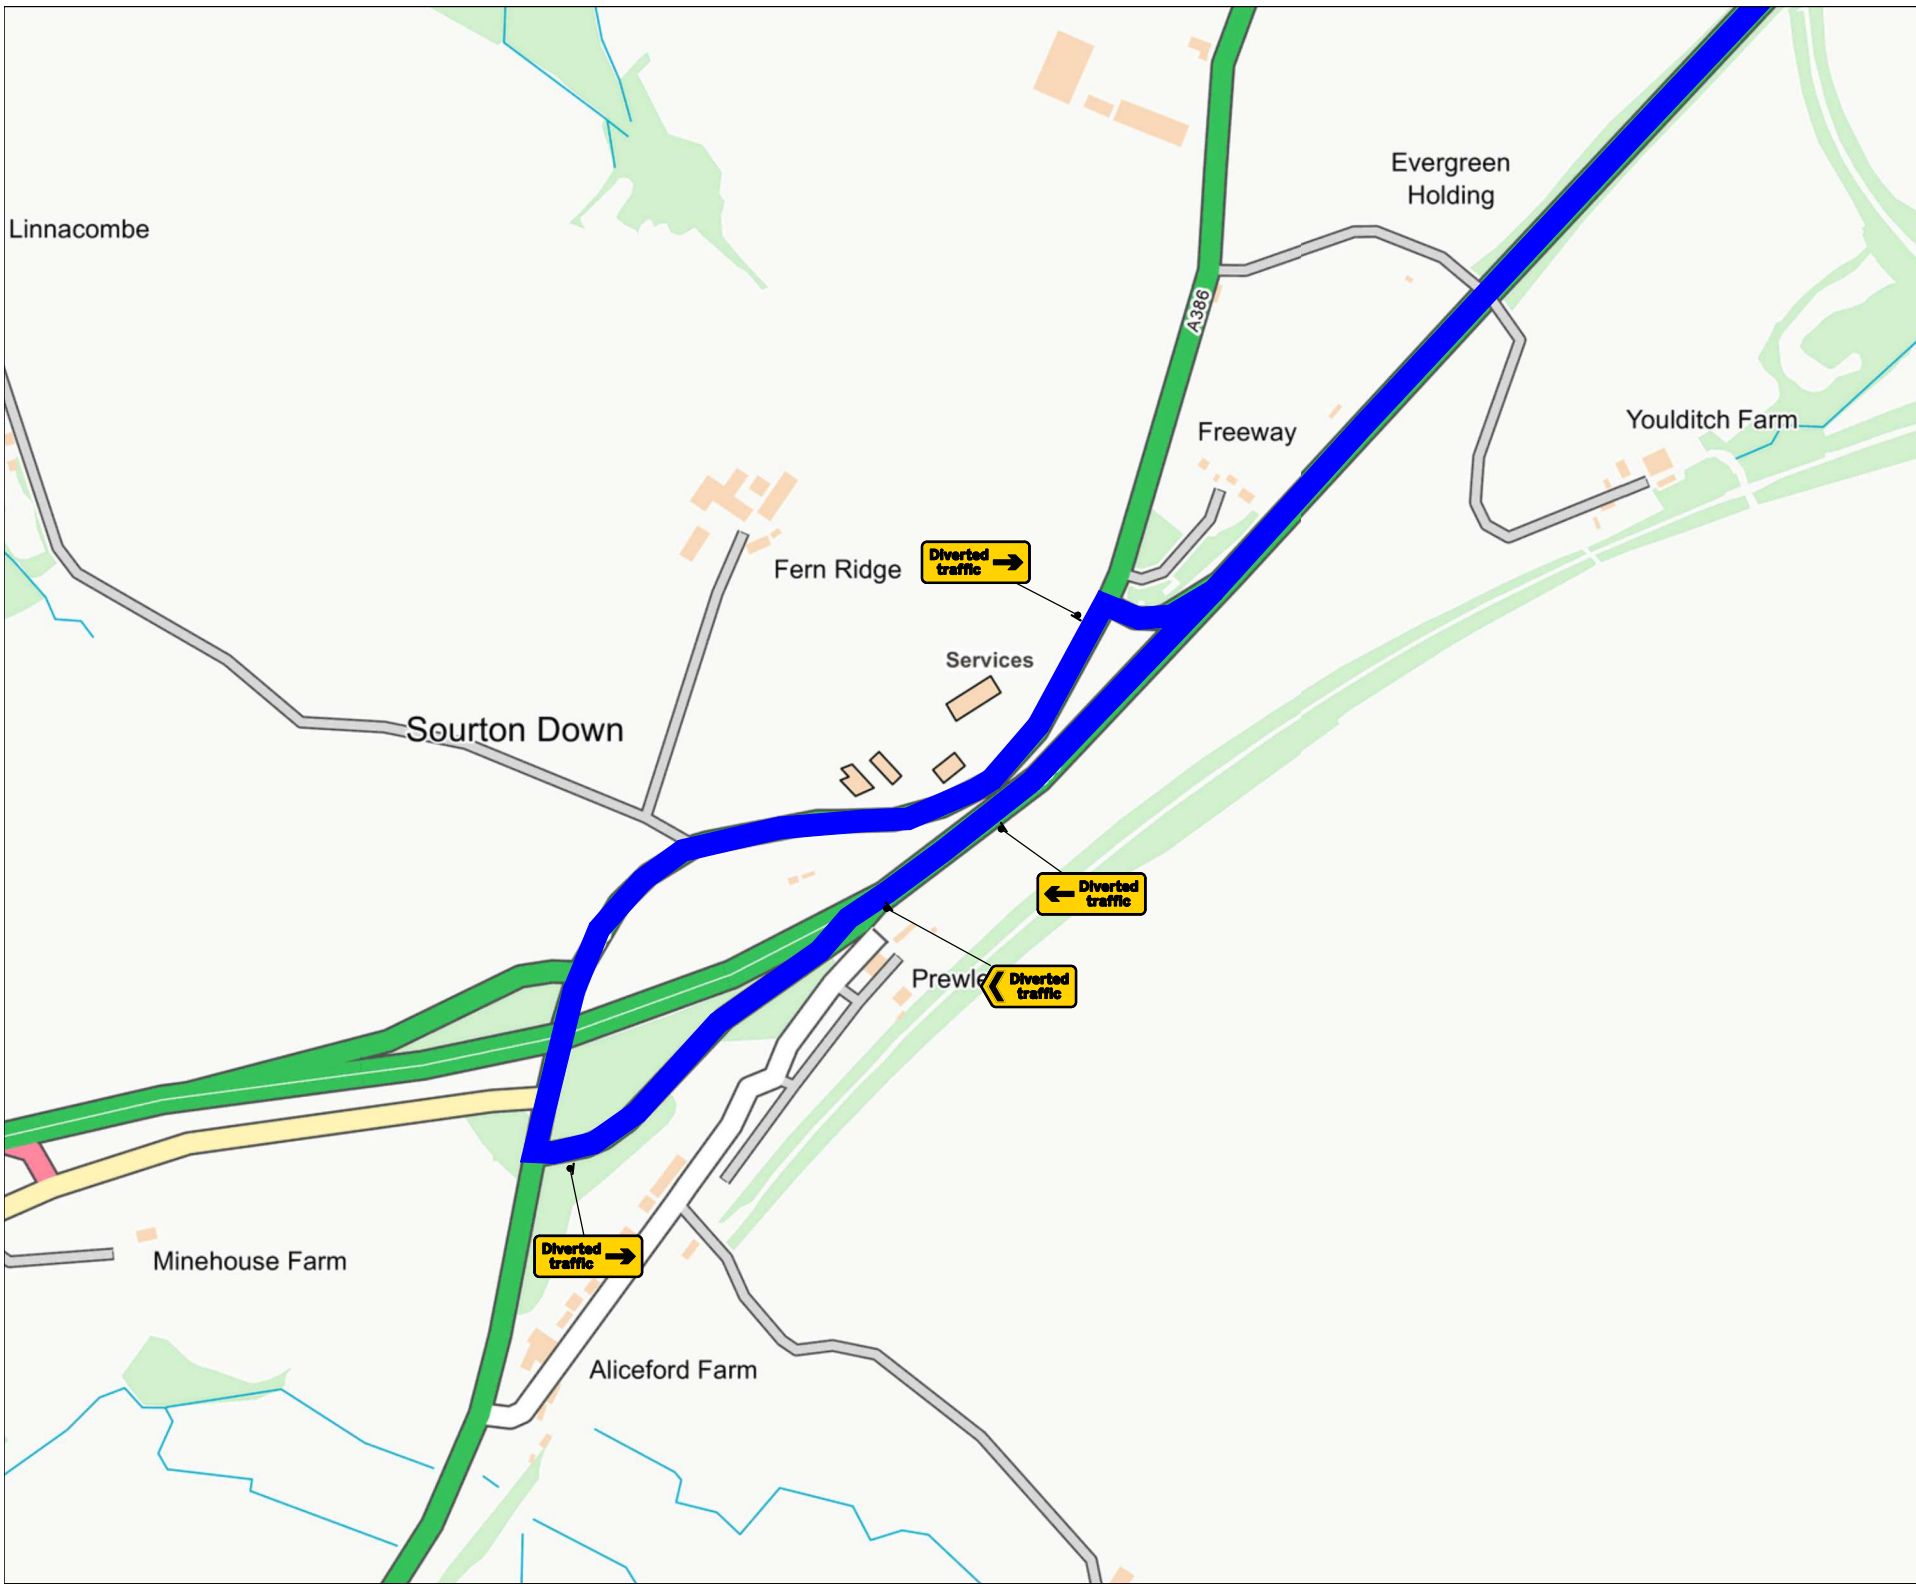 Evergreen
Holding
Linnacombe
A386
Youlditch Farm
Freeway
Diverted
traffic
Fern Ridge
Services
Sourton Down
Diverted
traffic
Prewle
Diverted
traffic
Diverted
traffic
Minehouse Farm
Aliceford Farm